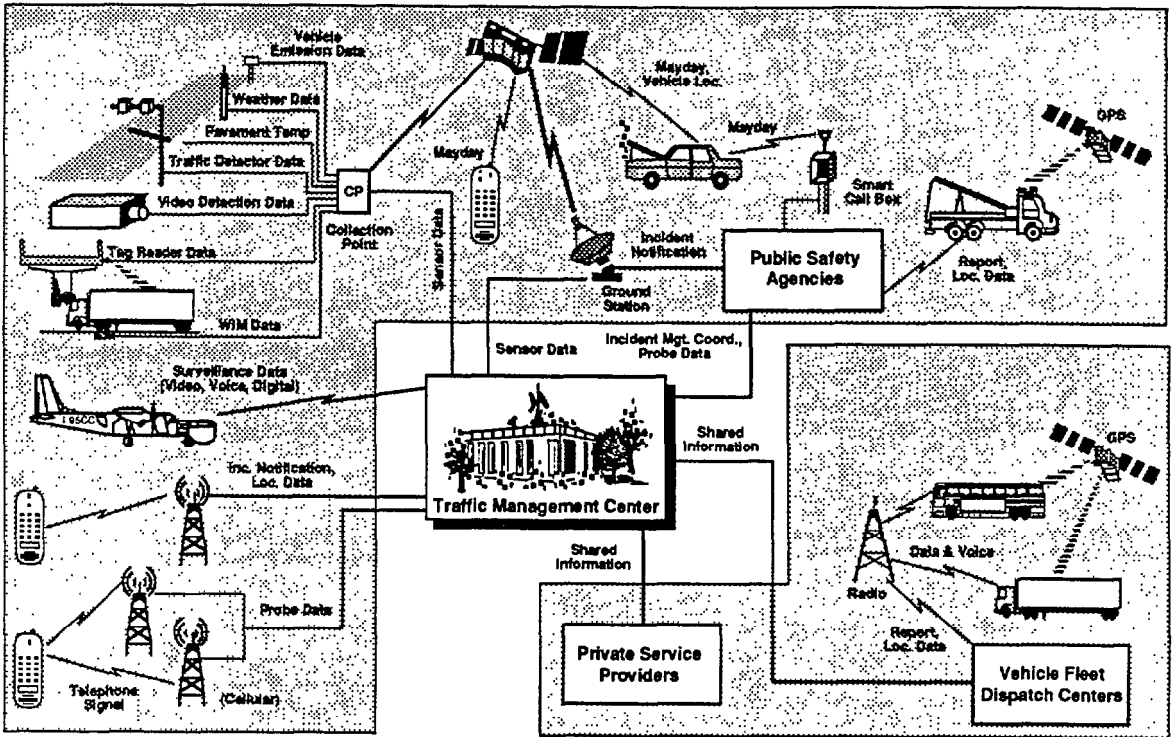 Vehicle
Emission Data
Weather Data
Pavement Temp
Traffic Detector Data
Video Detection Data
Tag Reader Data
WIM Data
CP
Collection
Point
Sensor Data
Mayday
Mayday,
Vehicle Loc.
Mayday
Smart
Call Box
GPS
Incident
Notification
Ground
Station
Public Safety
Agencies
Report,
Loc. Data
Sensor Data
Incident Mgt. Coord.,
Probe Data
Surveillance Data
(Video, Voice, Digital)
I 95CC
Traffic Management Center
Shared
Information
Inc. Notification,
Loc. Data
Probe Data
Telephone
Signal
(Cellular)
Shared
Information
Private Service
Providers
GPS
Data & Voice
Radio
Report,
Loc. Data
Vehicle Fleet
Dispatch Centers